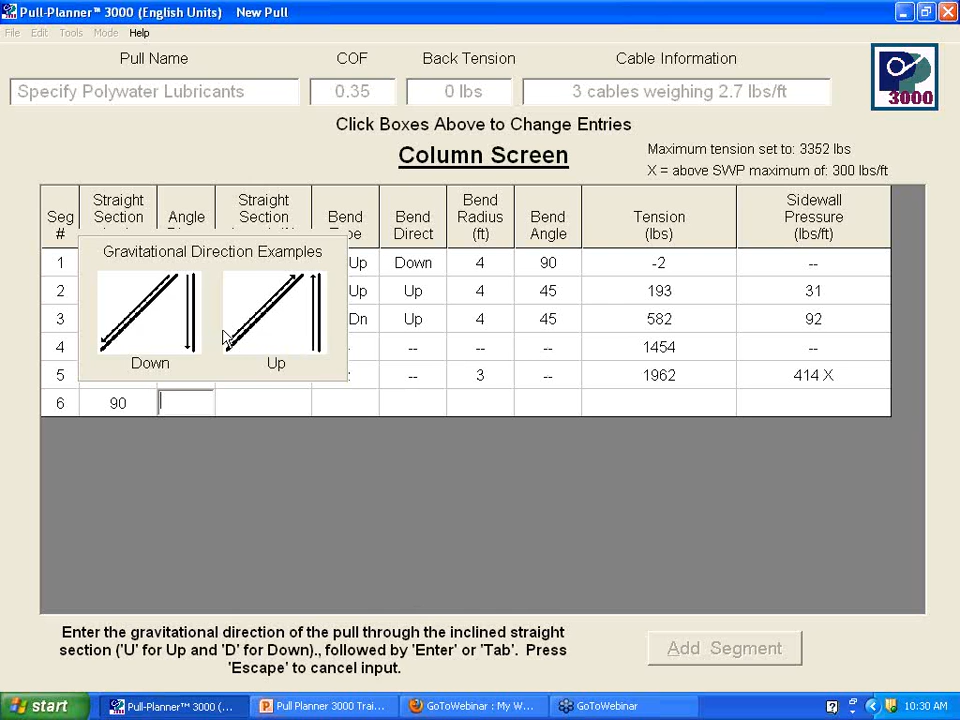 Pull-Planner™ 3000 (English Units)   New Pull
File Edit Tools Mode Help
Pull Name COF Back Tension Cable Information
Specify Polywater Lubricants 0.35 0 lbs 3 cables weighing 2.7 lbs/ft
3000
Click Boxes Above to Change Entries
Column Screen
Maximum tension set to: 3352 lbs
X = above SWP maximum of: 300 lbs/ft
Seg # Straight Section Angle Straight Section Bend Bend Direct Bend Radius (ft) Bend Angle Tension (lbs) Sidewall Pressure (lbs/ft)
1 Up Down 4 90 -2 --
2 Up Up 4 45 193 31
3 Dn Up 4 45 582 92
4 -- -- -- 1454 --
5 -- 3 -- 1962 414 X
6 90
Gravitational Direction Examples
Down Up
Enter the gravitational direction of the pull through the inclined straight
section ('U' for Up and 'D' for Down)., followed by 'Enter' or 'Tab'. Press
'Escape' to cancel input.
Add Segment
start Pull-Planner™ 3000 (... Pull Planner 3000 Trai... GoToWebinar : My W... GoToWebinar 10:30 AM